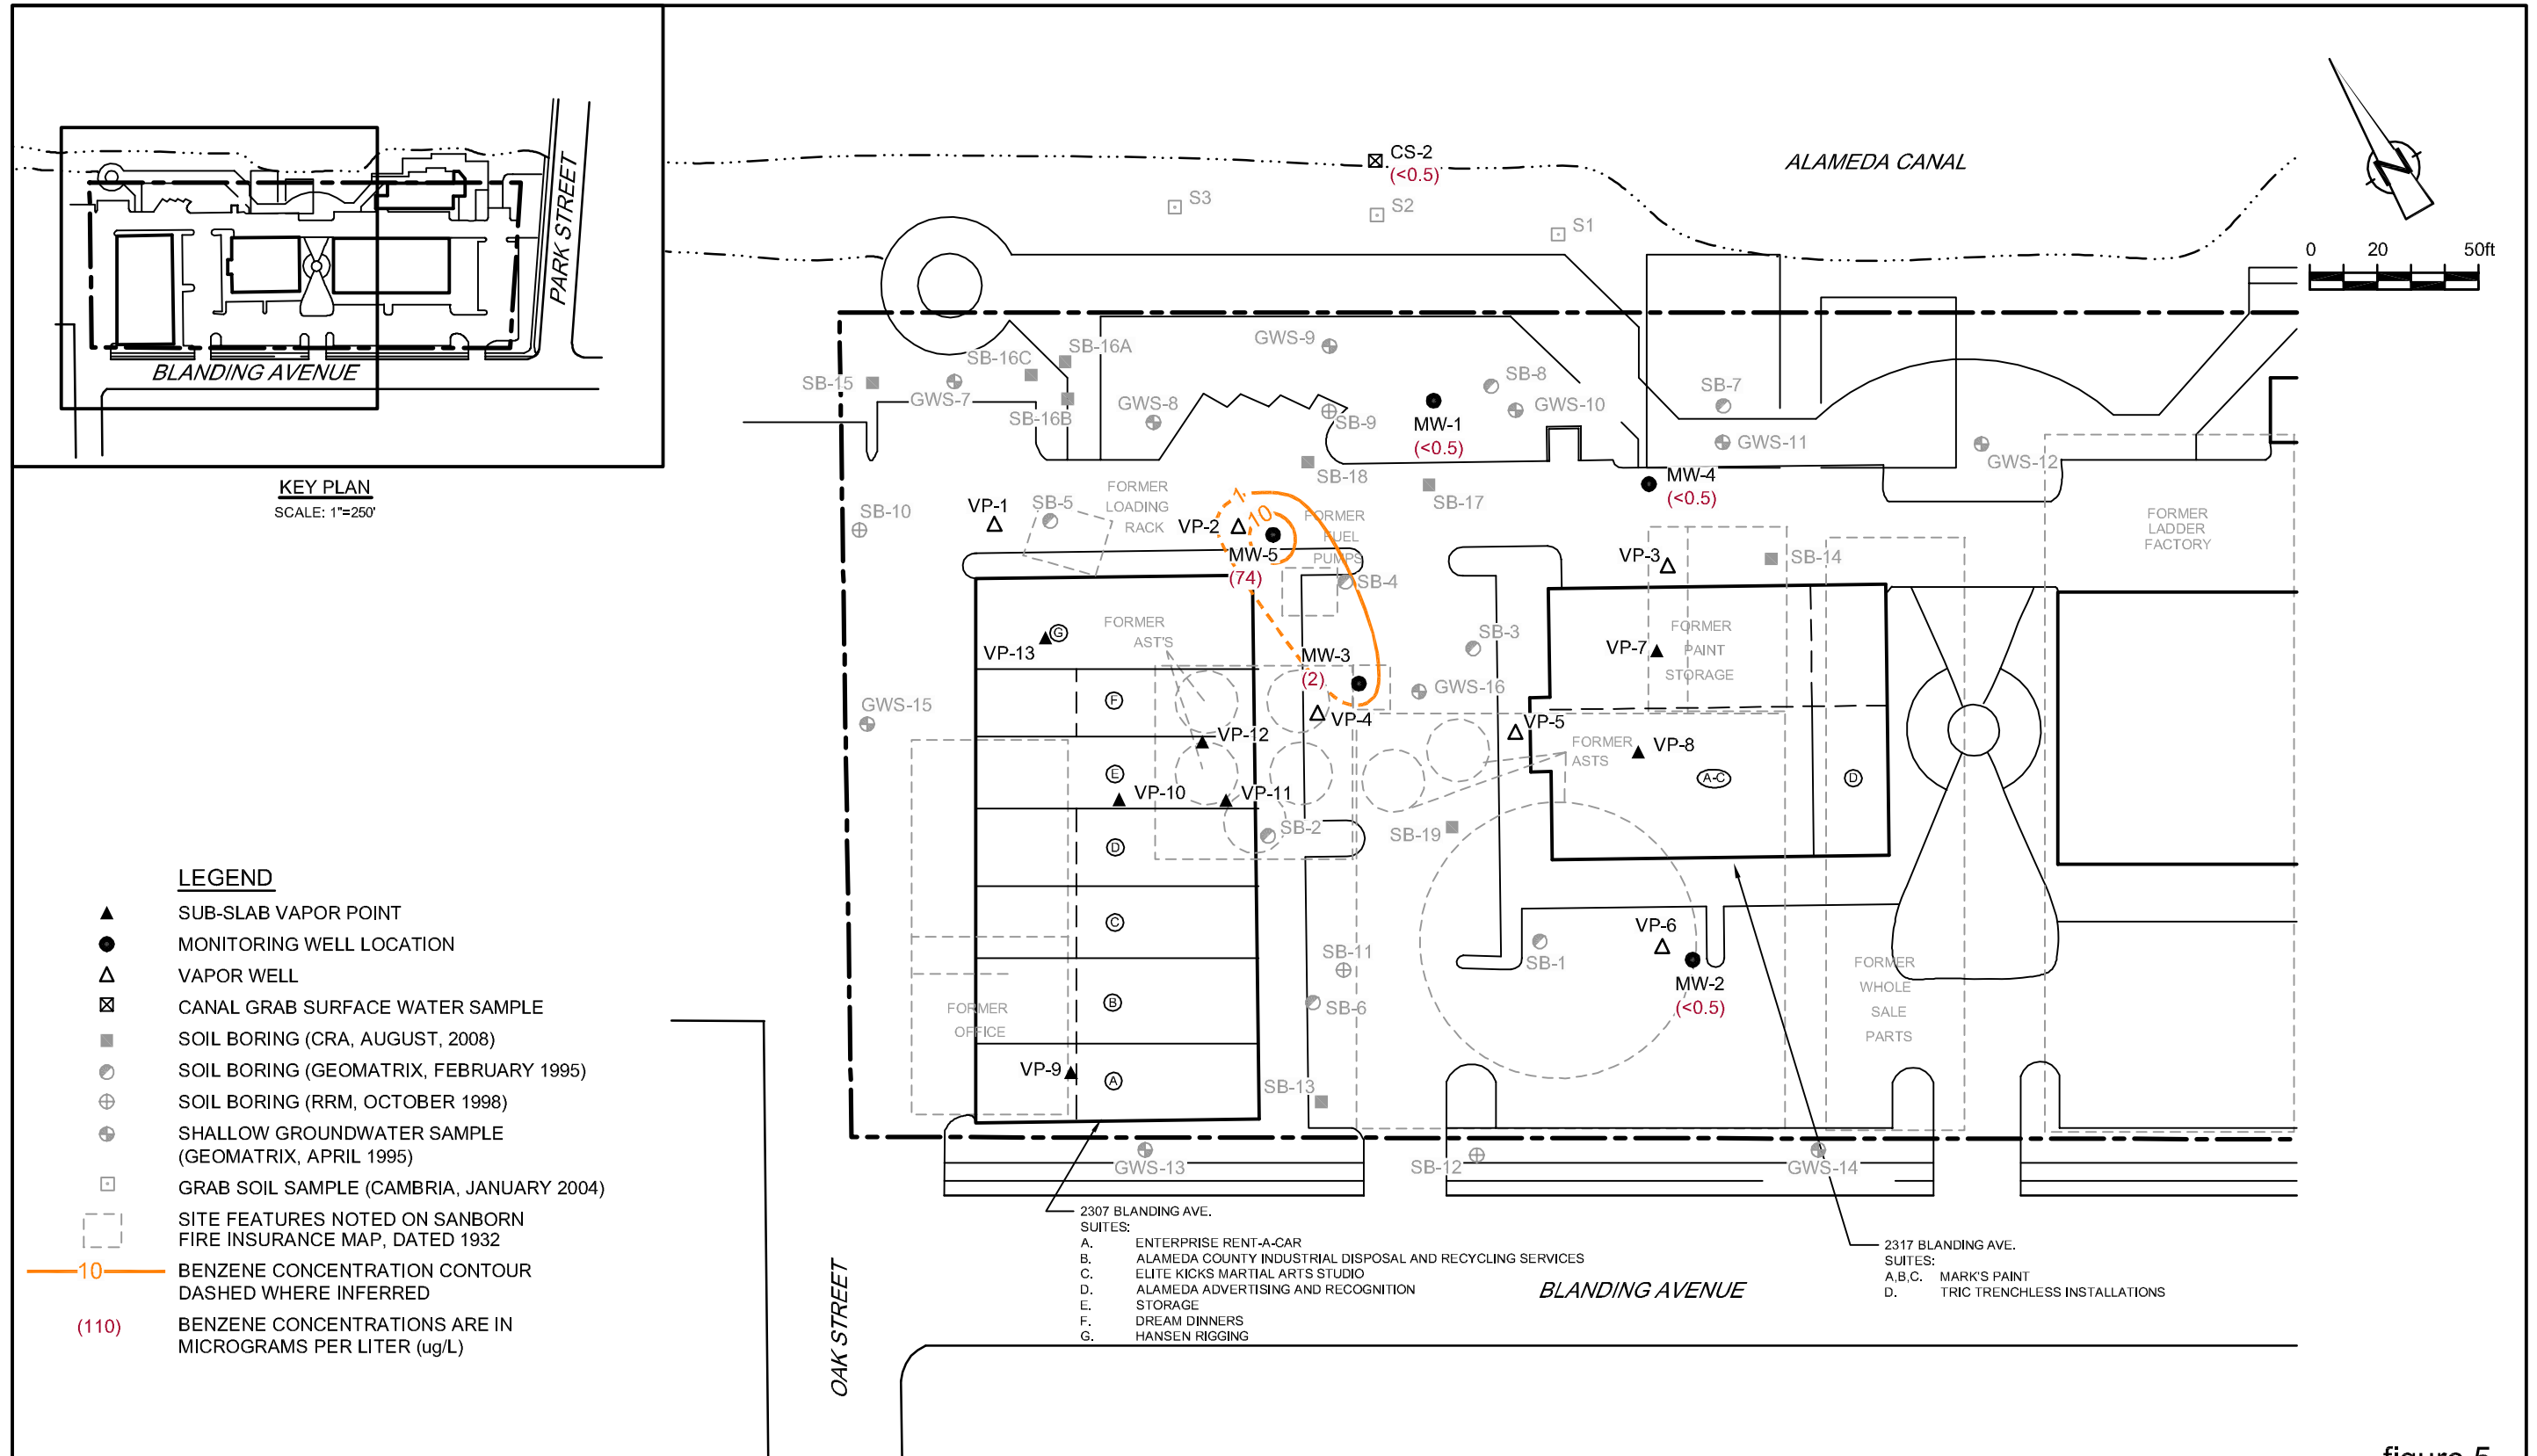 PARK STREET
BLANDING AVENUE
KEY PLAN
SCALE: 1"=250'
ALAMEDA CANAL
N
0 20 50ft
CS-2
(<0.5)
S3
S2
S1
GWS-9
SB-16A
SB-16C
SB-15
GWS-7
SB-16B
GWS-8
SB-9
SB-8
GWS-10
MW-1
(<0.5)
SB-7
GWS-11
GWS-12
SB-18
SB-17
MW-4
(<0.5)
SB-10
VP-1
SB-5
FORMER
LOADING
RACK
VP-2
1
10
FORMER
FUEL
PUMPS
MW-5
(74)
SB-4
VP-3
SB-14
FORMER
LADDER
FACTORY
VP-13
G
FORMER
AST'S
MW-3
(2)
SB-3
VP-7
FORMER
PAINT
STORAGE
GWS-15
F
VP-4
GWS-16
VP-5
VP-12
FORMER
ASTS
VP-8
E
VP-10
VP-11
A-C
D
SB-2
SB-19
D
C
SB-11
SB-1
VP-6
MW-2
(<0.5)
FORMER
WHOLE
SALE
PARTS
FORMER
OFFICE
B
SB-6
VP-9
A
SB-13
GWS-13
SB-12
GWS-14
LEGEND
SUB-SLAB VAPOR POINT
MONITORING WELL LOCATION
VAPOR WELL
CANAL GRAB SURFACE WATER SAMPLE
SOIL BORING (CRA, AUGUST, 2008)
SOIL BORING (GEOMATRIX, FEBRUARY 1995)
SOIL BORING (RRM, OCTOBER 1998)
SHALLOW GROUNDWATER SAMPLE
(GEOMATRIX, APRIL 1995)
GRAB SOIL SAMPLE (CAMBRIA, JANUARY 2004)
SITE FEATURES NOTED ON SANBORN
FIRE INSURANCE MAP, DATED 1932
10 BENZENE CONCENTRATION CONTOUR
DASHED WHERE INFERRED
(110) BENZENE CONCENTRATIONS ARE IN
MICROGRAMS PER LITER (ug/L)
OAK STREET
2307 BLANDING AVE.
SUITES:
A. ENTERPRISE RENT-A-CAR
B. ALAMEDA COUNTY INDUSTRIAL DISPOSAL AND RECYCLING SERVICES
C. ELITE KICKS MARTIAL ARTS STUDIO
D. ALAMEDA ADVERTISING AND RECOGNITION
E. STORAGE
F. DREAM DINNERS
G. HANSEN RIGGING
BLANDING AVENUE
2317 BLANDING AVE.
SUITES:
A,B,C. MARK'S PAINT
D. TRIC TRENCHLESS INSTALLATIONS
figure 5